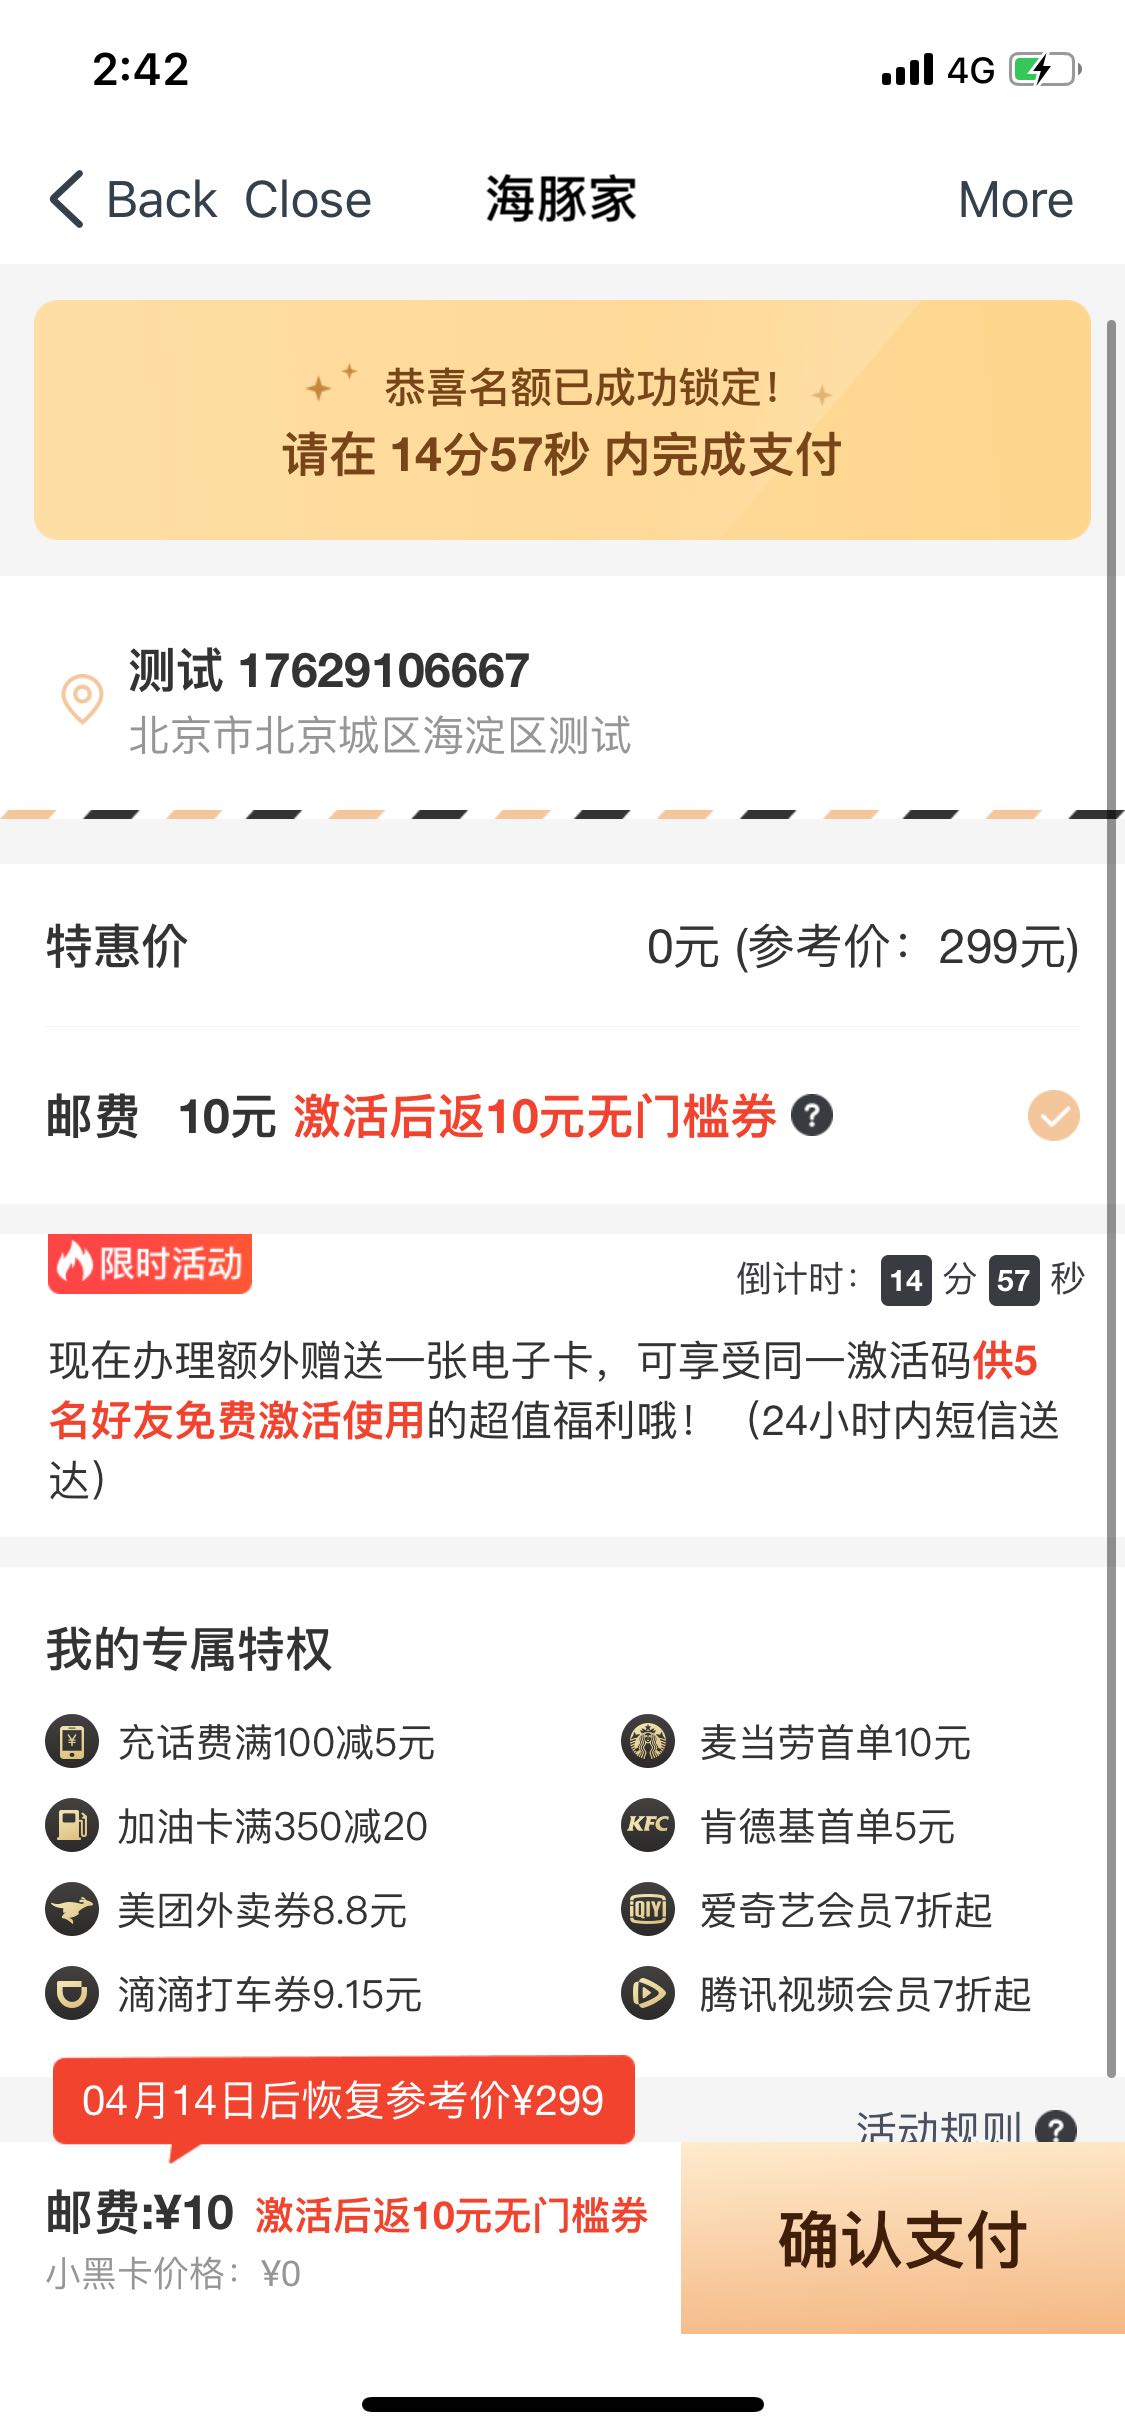 2:42
4G
Back Close 海豚家 More
恭喜名额已成功锁定！
请在 14分57秒 内完成支付
测试 17629106667
北京市北京城区海淀区测试
特惠价 0元 (参考价：299元)
邮费 10元 激活后返10元无门槛券 ?
限时活动
倒计时：14 分 57 秒
现在办理额外赠送一张电子卡，可享受同一激活码供5
名好友免费激活使用的超值福利哦！（24小时内短信送
达）
我的专属特权
充话费满100减5元
麦当劳首单10元
加油卡满350减20
KFC 肯德基首单5元
美团外卖券8.8元
iQIYI 爱奇艺会员7折起
滴滴打车券9.15元
腾讯视频会员7折起
04月14日后恢复参考价¥299
活动规则 ?
邮费:¥10 激活后返10元无门槛券
小黑卡价格：¥0
确认支付